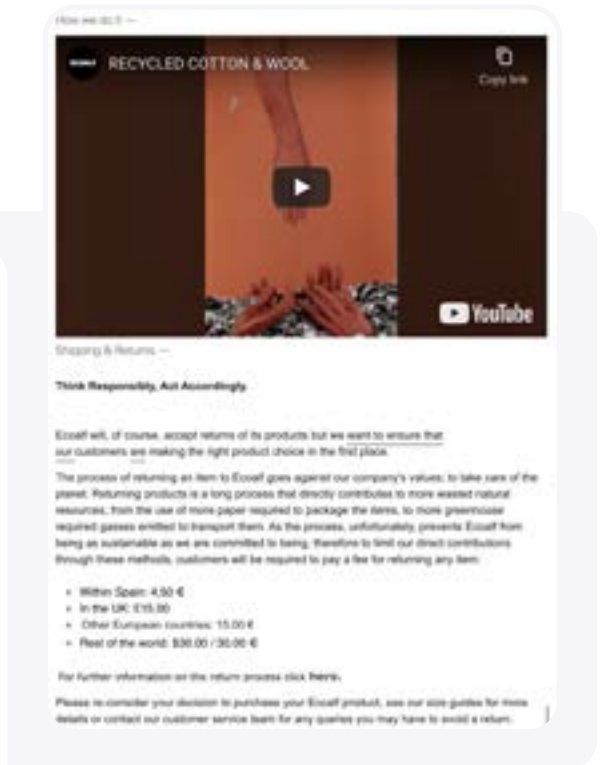 How we do it —
RECYCLED COTTON & WOOL
Copy link
YouTube
Shipping & Returns —
Think Responsibly, Act Accordingly.
Ecoalf will, of course, accept returns of its products but we want to ensure that
our customers are making the right product choice in the first place.
The process of returning an item to Ecoalf goes against our company's values; to take care of the
planet. Returning products is a long process that directly contributes to more wasted natural
resources, from the use of more paper required to package the items, to more greenhouse
required gasses emitted to transport them. As the process, unfortunately, prevents Ecoalf from
being as sustainable as we are committed to being, therefore to limit our direct contributions
through these methods, customers will be required to pay a fee for returning any item:
• Within Spain: 4,50 €
• In the UK: £15.00
• Other European countries: 15.00 €
• Rest of the world: $30.00 / 30.00 €
For further information on the return process click here.
Please re-consider your decision to purchase your Ecoalf product, use our size guides for more
details or contact our customer service team for any queries you may have to avoid a return.